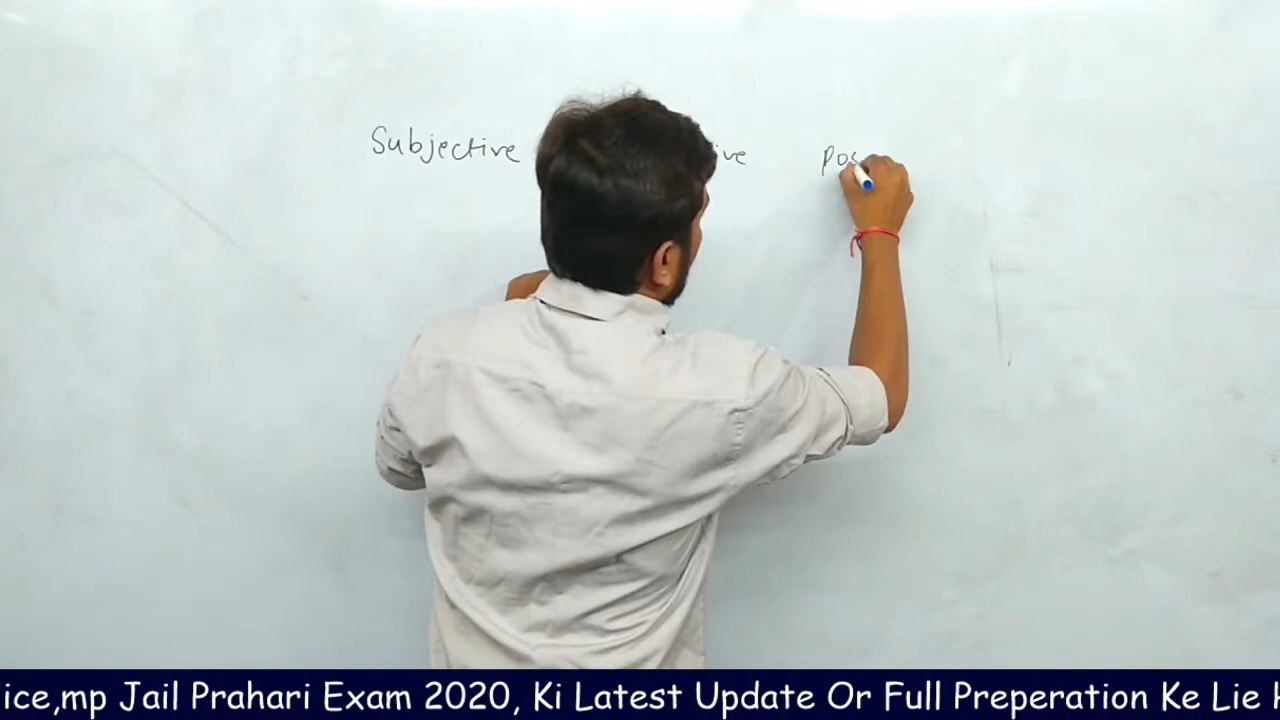 Subjective ive Pos
ice,mp Jail Prahari Exam 2020, Ki Latest Update Or Full Preperation Ke Lie